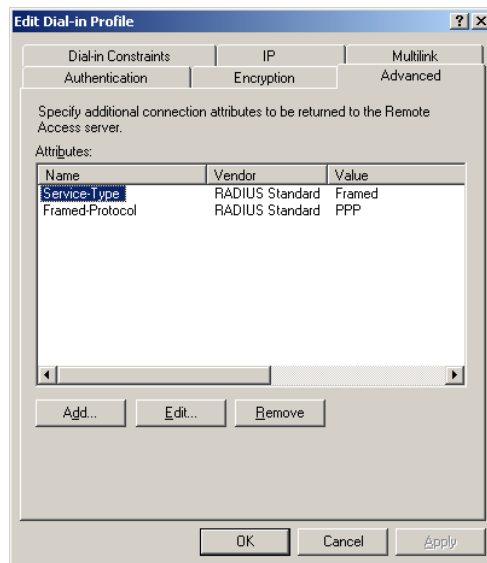 Edit Dial-in Profile
Dial-in Constraints IP Multilink
Authentication Encryption Advanced
Specify additional connection attributes to be returned to the Remote
Access server.
Attributes:
Name Vendor Value
Service-Type RADIUS Standard Framed
Framed-Protocol RADIUS Standard PPP
Add... Edit... Remove
OK Cancel Apply